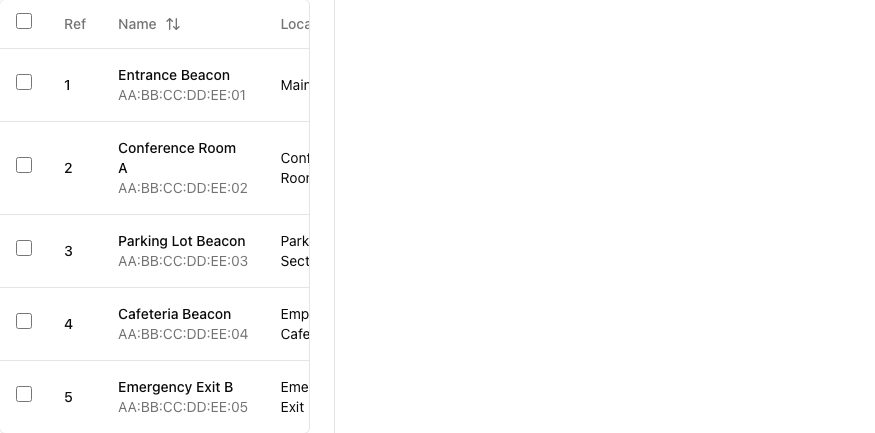 Ref Name Loca
1 Entrance Beacon Main
AA:BB:CC:DD:EE:01
Conference Room
2 A Conf
AA:BB:CC:DD:EE:02 Room
3 Parking Lot Beacon Park
AA:BB:CC:DD:EE:03 Sect
4 Cafeteria Beacon Emp
AA:BB:CC:DD:EE:04 Cafe
5 Emergency Exit B Eme
AA:BB:CC:DD:EE:05 Exit